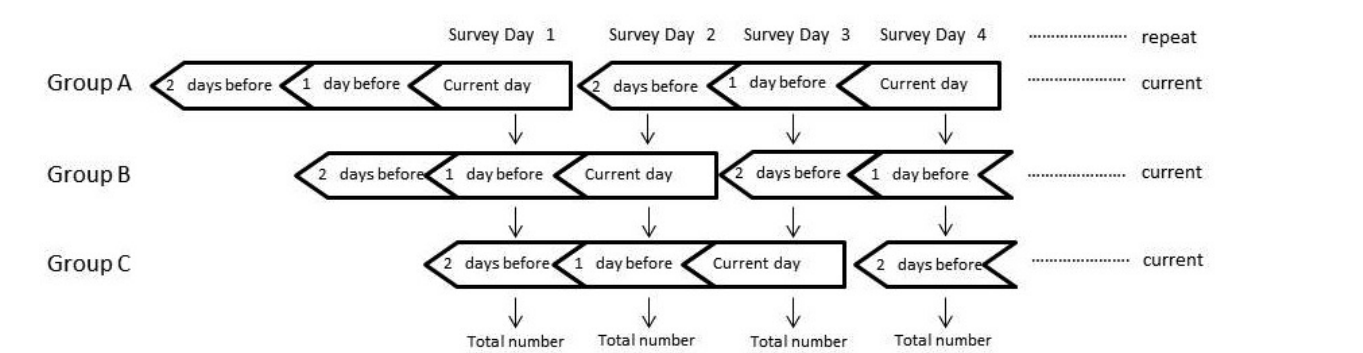 Survey Day 1 Survey Day 2 Survey Day 3 Survey Day 4 ........................ repeat
Group A 2 days before 1 day before Current day 2 days before 1 day before Current day ........................ current
Group B 2 days before 1 day before Current day 2 days before 1 day before ........................ current
Group C 2 days before 1 day before Current day 2 days before ........................ current
Total number Total number Total number Total number